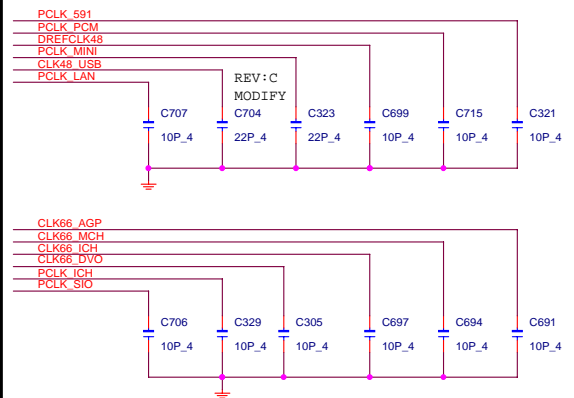 PCLK_591
PCLK_PCM
DREFCLK48
PCLK_MINI
CLK48_USB
PCLK_LAN
REV:C
MODIFY
C707 C704 C323 C699 C715 C321
10P_4 22P_4 22P_4 10P_4 10P_4 10P_4
CLK66_AGP
CLK66_MCH
CLK66_ICH
CLK66_DVO
PCLK_ICH
PCLK_SIO
C706 C329 C305 C697 C694 C691
10P_4 10P_4 10P_4 10P_4 10P_4 10P_4